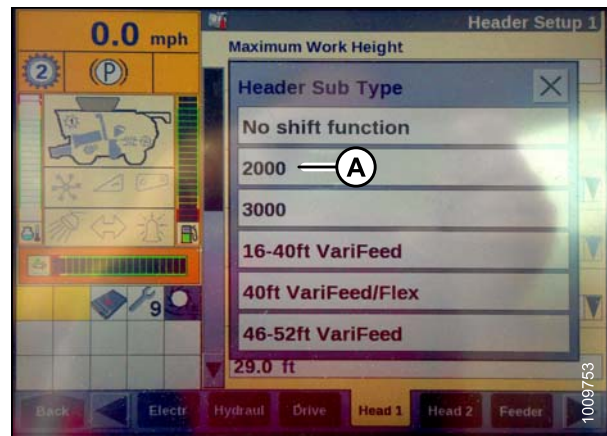 0.0 mph
Header Setup 1
Maximum Work Height
2
(P)
Header Sub Type
No shift function
2000
A
3000
16-40ft VariFeed
40ft VariFeed/Flex
46-52ft VariFeed
9
29.0 ft
Back
Electr
Hydraul
Drive
Head 1
Head 2
Feeder
1009753